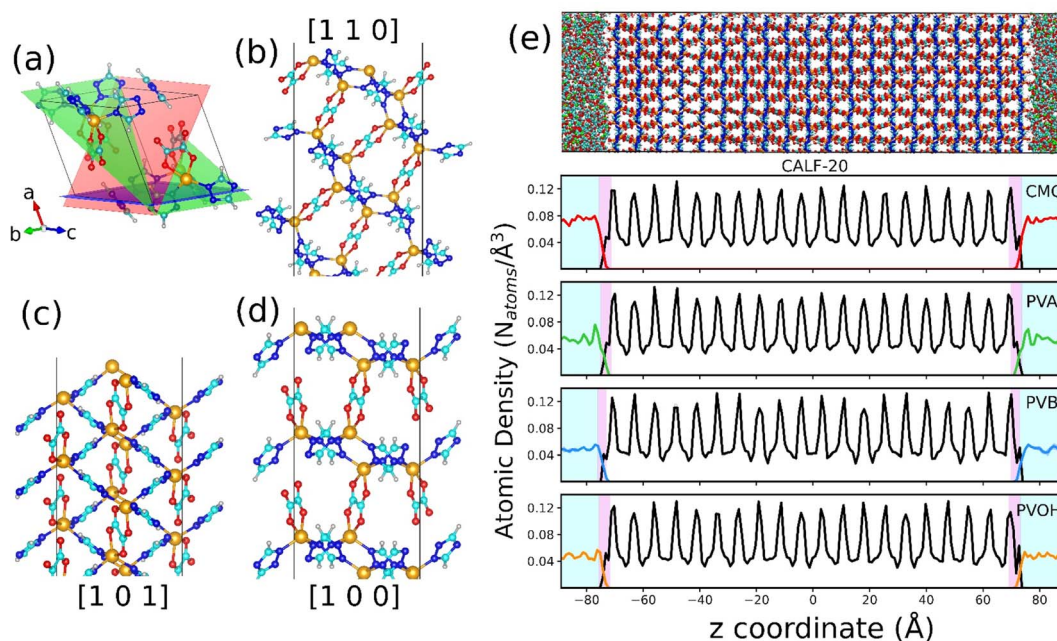 (a)
a
b
c
(b)
[1 1 0]
(c)
[1 0 1]
(d)
[1 0 0]
(e)
CALF-20
Atomic Density (N_atoms/Å³)
0.12
0.08
0.04
CMC
0.12
0.08
0.04
PVA
0.12
0.08
0.04
PVB
0.12
0.08
0.04
PVOH
−80 −60 −40 −20 0 20 40 60 80
z coordinate (Å)